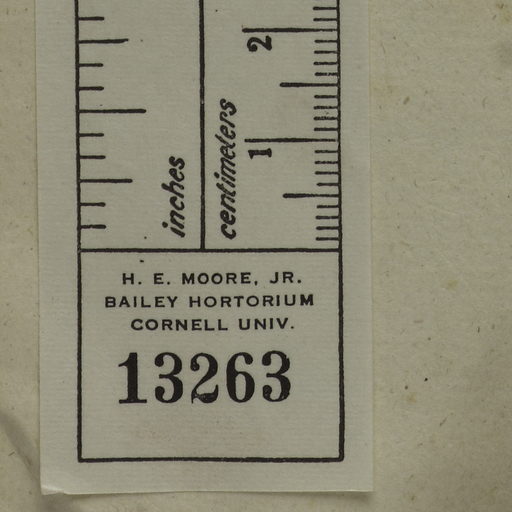 2
1
inches
centimeters
H. E. MOORE, JR.
BAILEY HORTORIUM
CORNELL UNIV.
13263